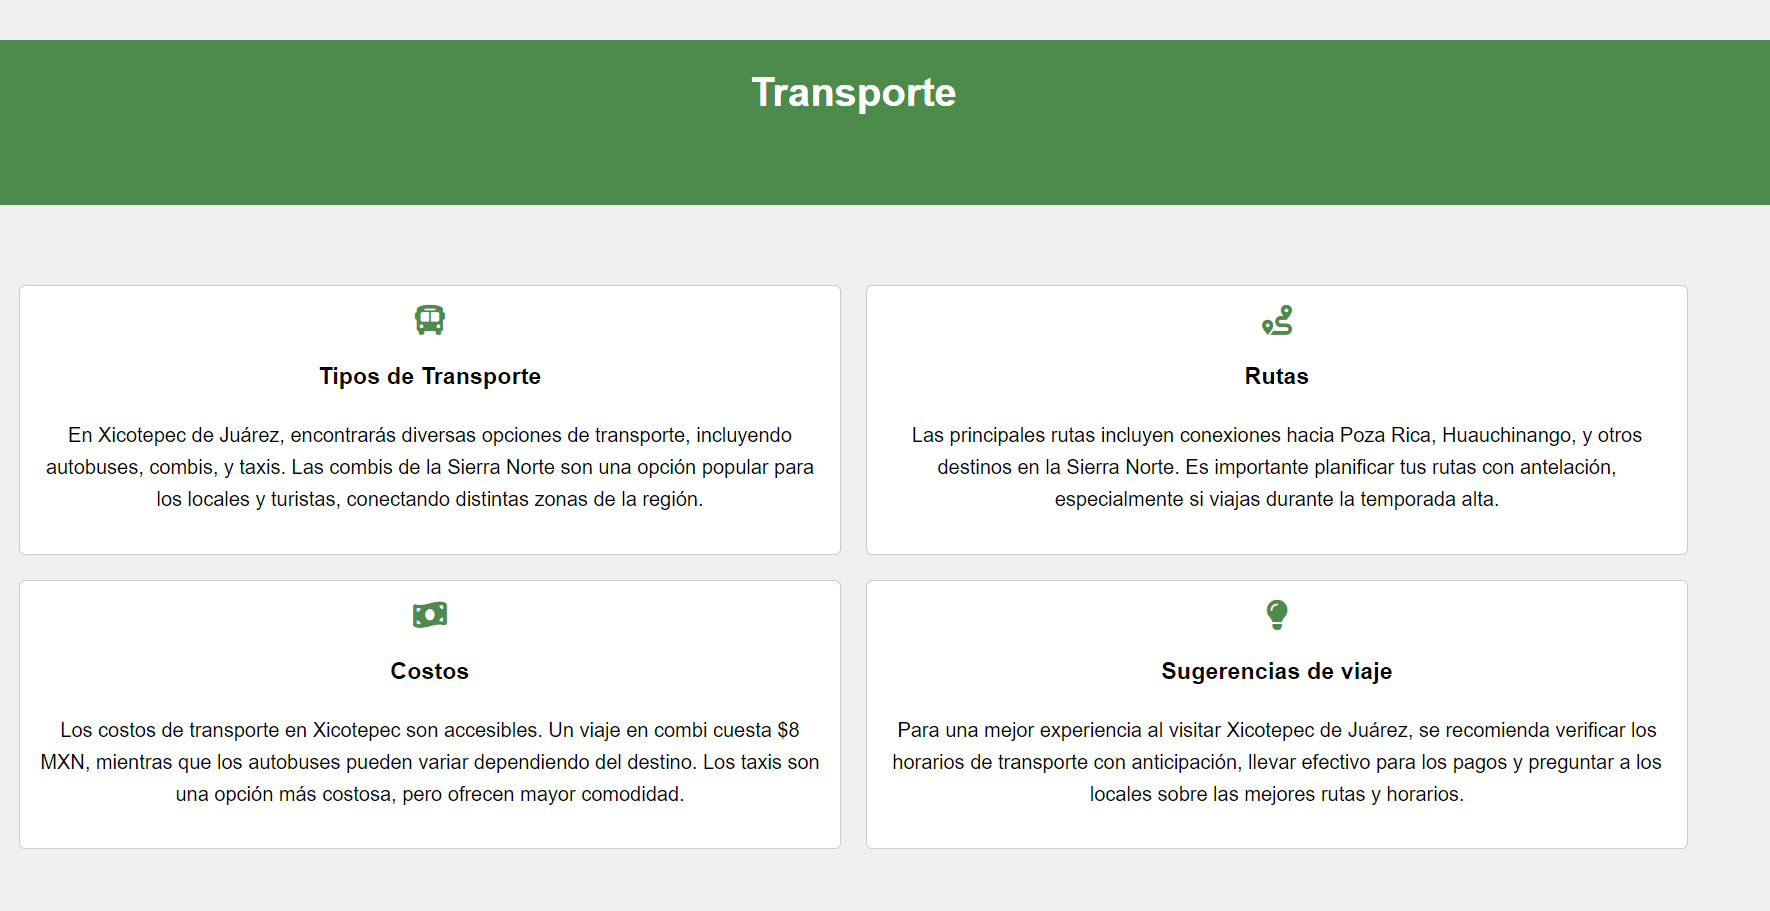 Transporte
Tipos de Transporte
En Xicotepec de Juárez, encontrarás diversas opciones de transporte, incluyendo
autobuses, combis, y taxis. Las combis de la Sierra Norte son una opción popular para
los locales y turistas, conectando distintas zonas de la región.
Rutas
Las principales rutas incluyen conexiones hacia Poza Rica, Huauchinango, y otros
destinos en la Sierra Norte. Es importante planificar tus rutas con antelación,
especialmente si viajas durante la temporada alta.
Costos
Los costos de transporte en Xicotepec son accesibles. Un viaje en combi cuesta $8
MXN, mientras que los autobuses pueden variar dependiendo del destino. Los taxis son
una opción más costosa, pero ofrecen mayor comodidad.
Sugerencias de viaje
Para una mejor experiencia al visitar Xicotepec de Juárez, se recomienda verificar los
horarios de transporte con anticipación, llevar efectivo para los pagos y preguntar a los
locales sobre las mejores rutas y horarios.